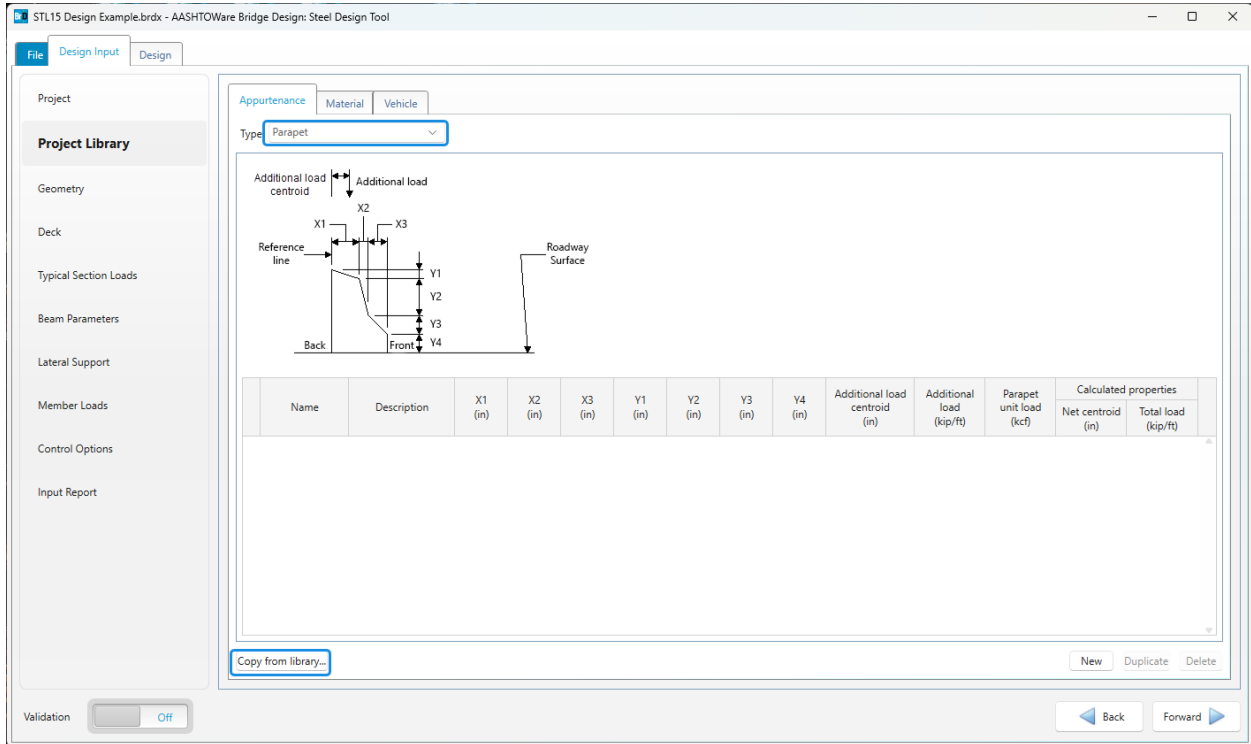 STL15 Design Example.brdx - AASHTOWare Bridge Design: Steel Design Tool
File Design Input Design
Project
Project Library
Geometry
Deck
Typical Section Loads
Beam Parameters
Lateral Support
Member Loads
Control Options
Input Report
Appurtenance Material Vehicle
Type Parapet
Additional load
centroid
Additional load
X2
X1 X3
Reference
line
Roadway
Surface
Y1
Y2
Y3
Back Front Y4
Name Description X1
(in) X2
(in) X3
(in) Y1
(in) Y2
(in) Y3
(in) Y4
(in) Additional load
centroid
(in) Additional
load
(kip/ft) Parapet
unit load
(kcf) Calculated properties
Net centroid
(in) Total load
(kip/ft)
Copy from library... New Duplicate Delete
Validation Off Back Forward